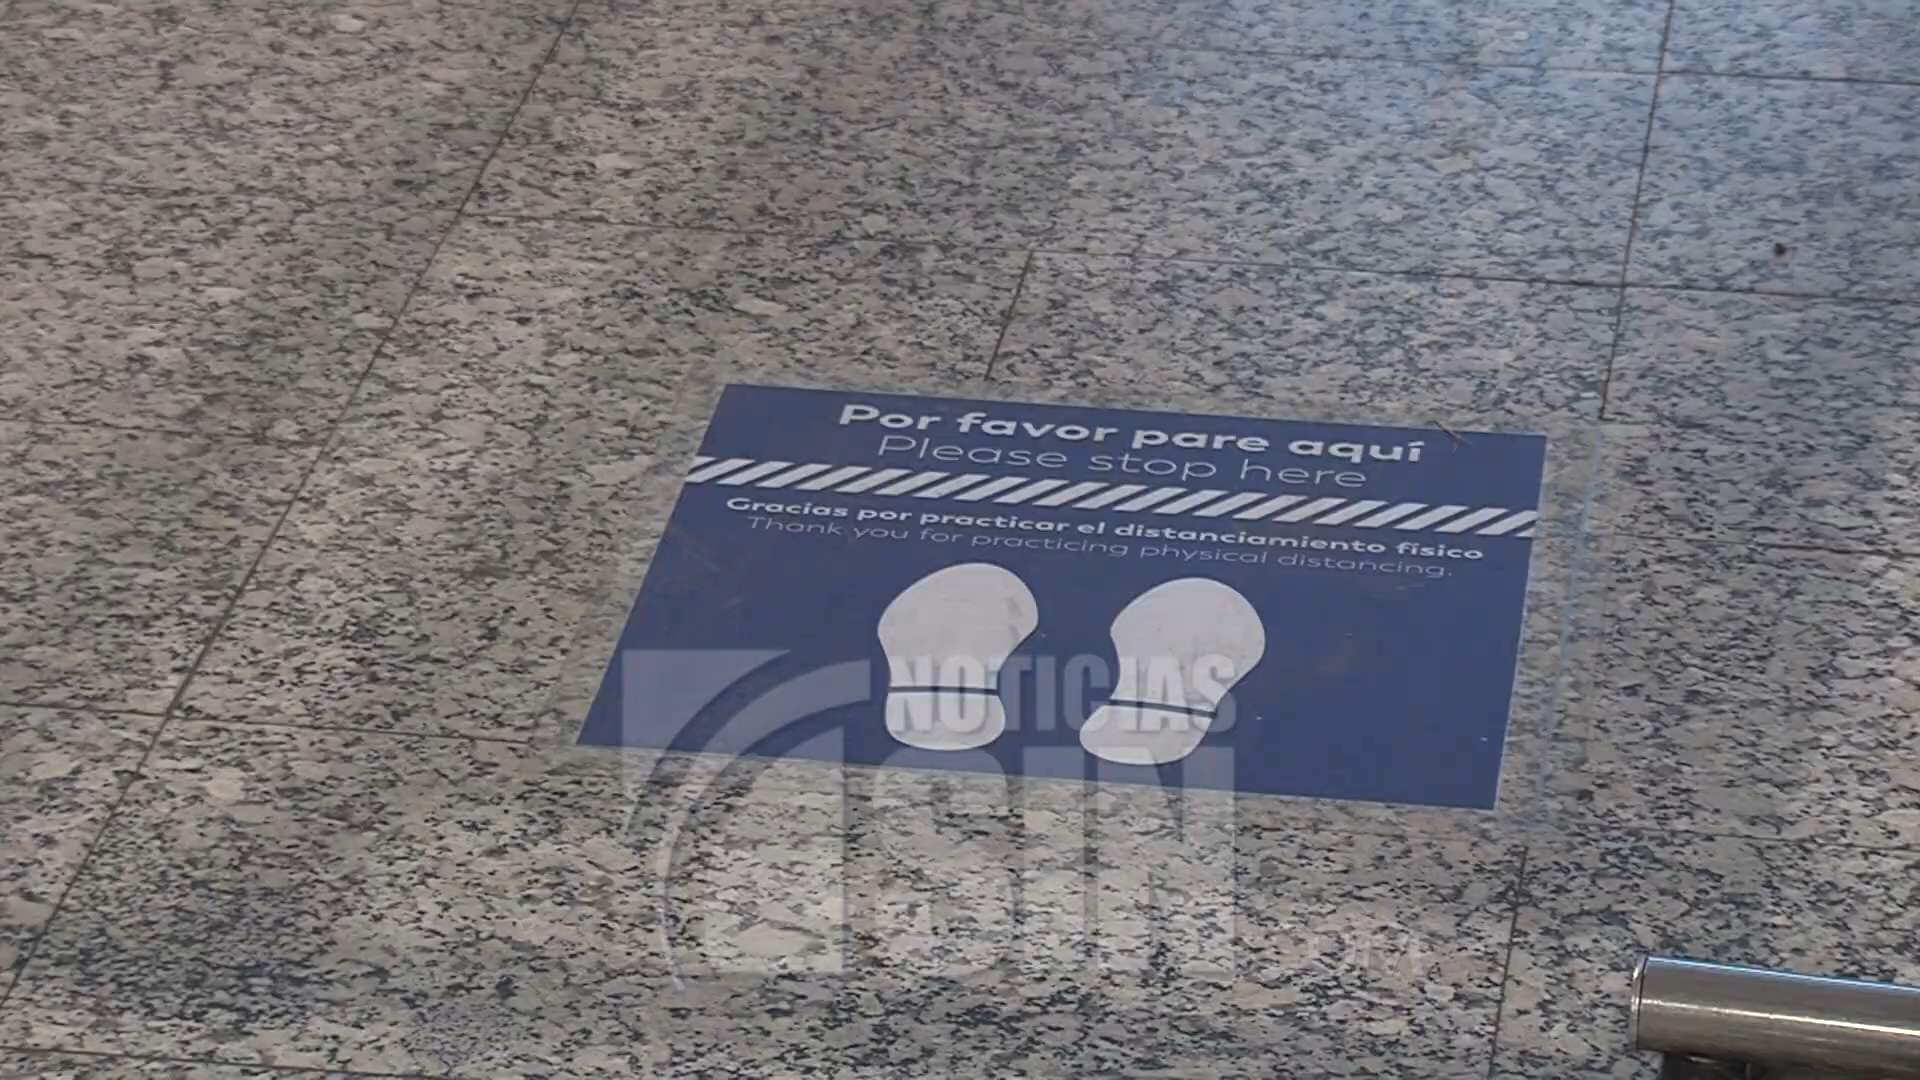 Por favor pare aquí
Please stop here
Gracias por practicar el distanciamiento físico
Thank you for practicing physical distancing.
NOTICIAS
SIN